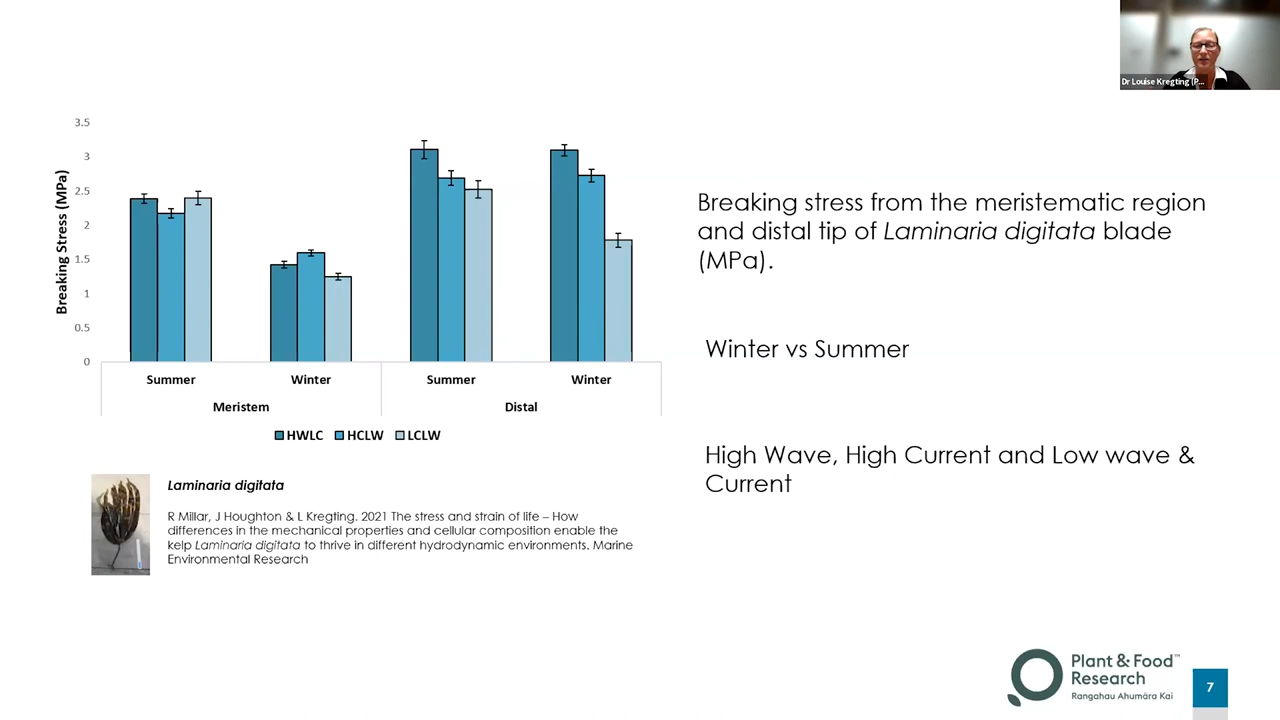 Dr Louise Kregting (P...
3.5
3
2.5
2
1.5
1
0.5
0
Breaking Stress (MPa)
Summer
Winter
Summer
Winter
Meristem
Distal
HWLC HCLW LCLW
Breaking stress from the meristematic region
and distal tip of Laminaria digitata blade
(MPa).
Winter vs Summer
High Wave, High Current and Low wave &
Current
Laminaria digitata
R Millar, J Houghton & L Kregting. 2021 The stress and strain of life – How
differences in the mechanical properties and cellular composition enable the
kelp Laminaria digitata to thrive in different hydrodynamic environments. Marine
Environmental Research
Plant & Food™
Research
Rangahau Ahumāra Kai
7